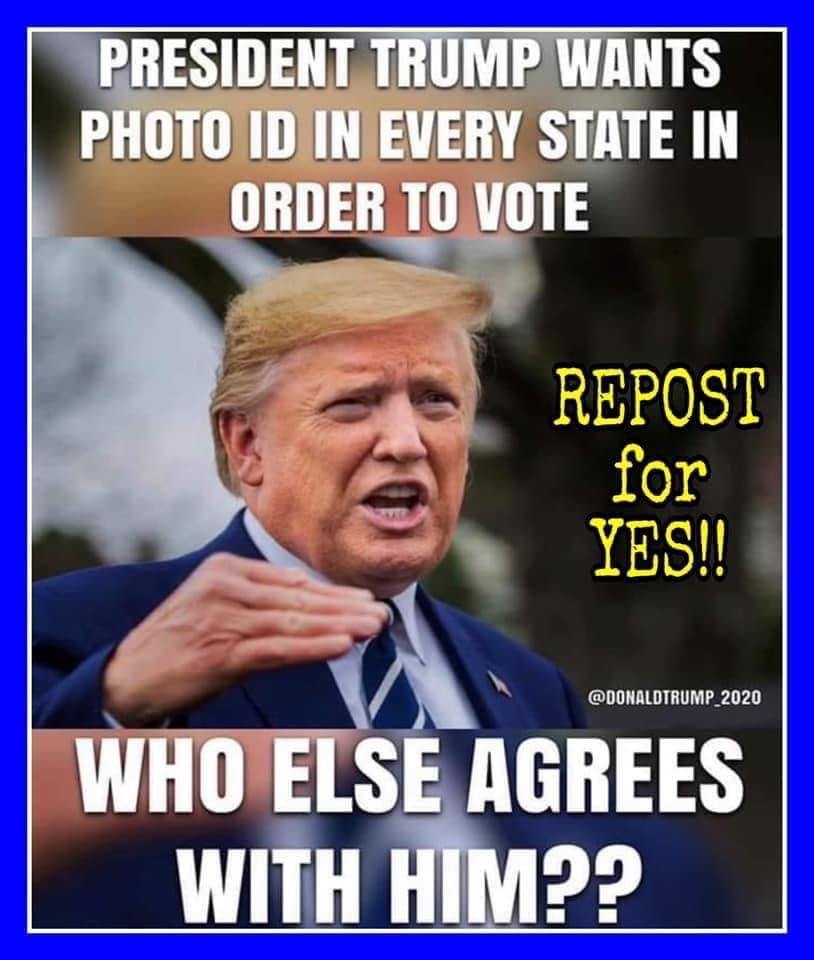 PRESIDENT TRUMP WANTS
PHOTO ID IN EVERY STATE IN
ORDER TO VOTE
REPOST
for
YES!!
@DONALDTRUMP_2020
WHO ELSE AGREES
WITH HIM??